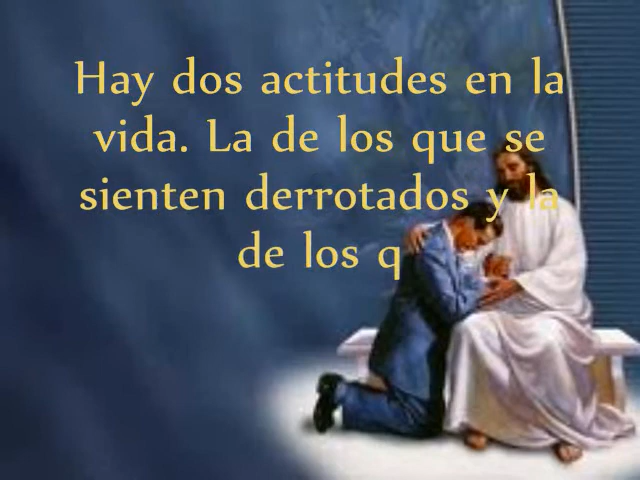 Hay dos actitudes en la
vida. La de los que se
sienten derrotados y la
de los q